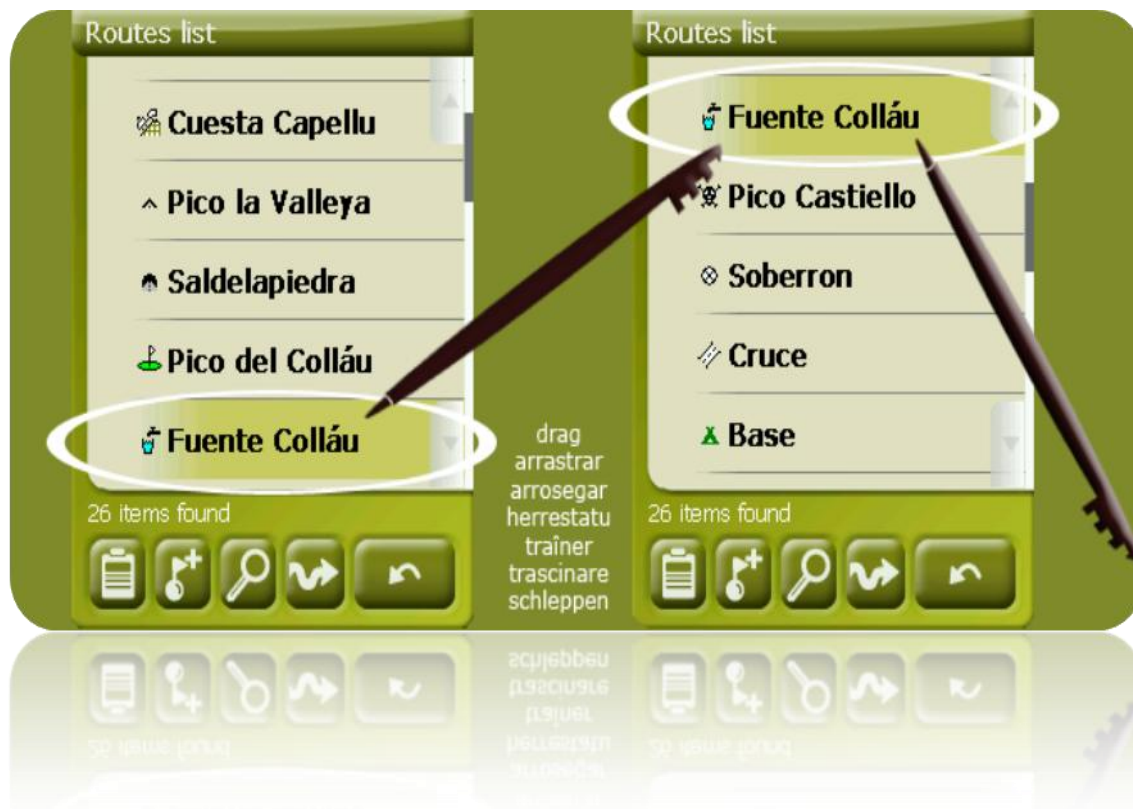 Routes list
Cuesta Capellu
Pico la Valleya
Saldelapiedra
Pico del Colláu
Fuente Colláu
26 items found
drag
arrastrar
arrosegar
herrestatu
traîner
trascinare
schleppen
Routes list
Fuente Colláu
Pico Castiello
Soberron
Cruce
Base
26 items found